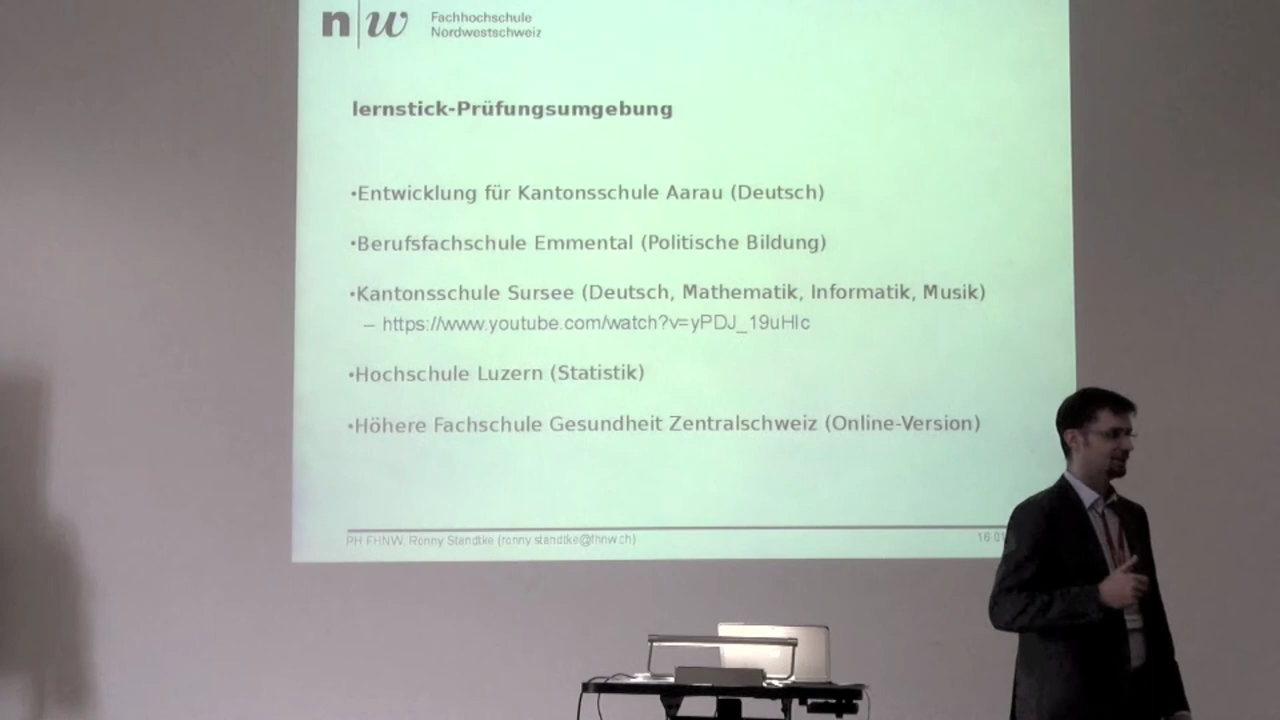 n|w Fachhochschule
Nordwestschweiz
lernstick-Prüfungsumgebung
•Entwicklung für Kantonsschule Aarau (Deutsch)
•Berufsfachschule Emmental (Politische Bildung)
•Kantonsschule Sursee (Deutsch, Mathematik, Informatik, Musik)
– https://www.youtube.com/watch?v=yPDJ_19uHIc
•Hochschule Luzern (Statistik)
•Höhere Fachschule Gesundheit Zentralschweiz (Online-Version)
PH FHNW, Ronny Standtke (ronny.standtke@fhnw.ch)